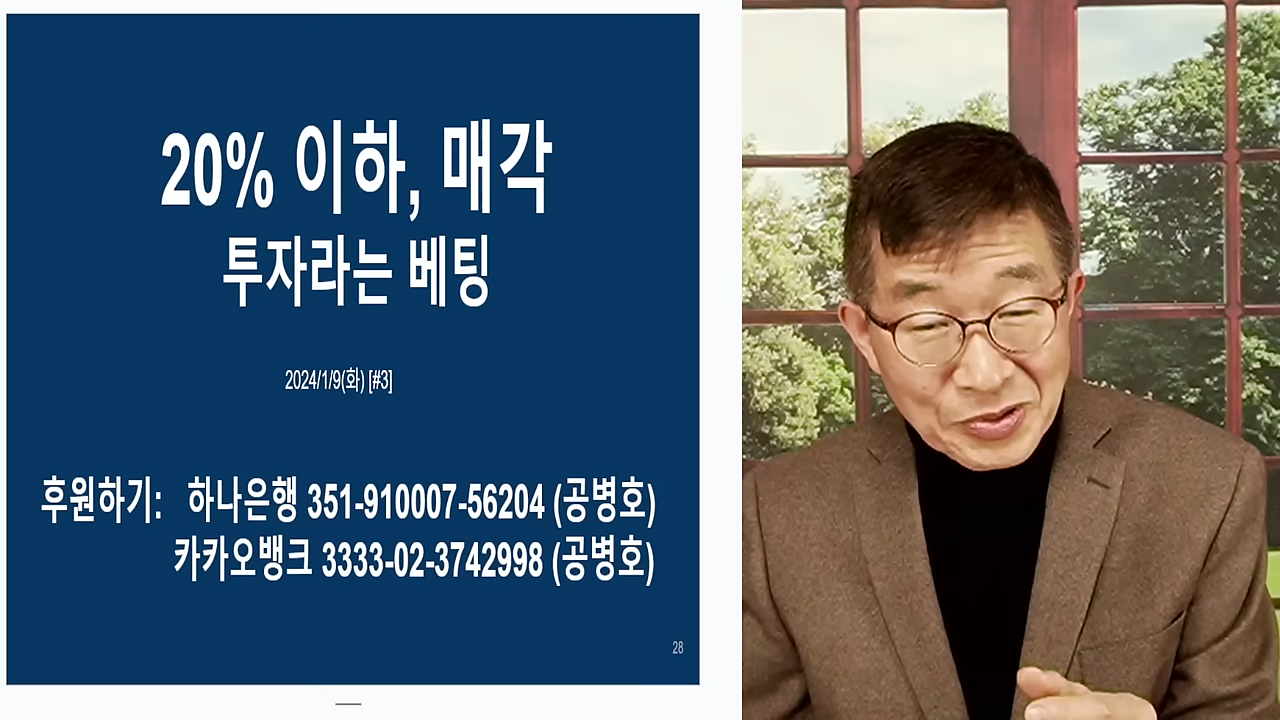 20% 이하, 매각
투자라는 베팅
2024/1/9(화) [#3]
후원하기: 하나은행 351-910007-56204 (공병호)
카카오뱅크 3333-02-3742998 (공병호)
28